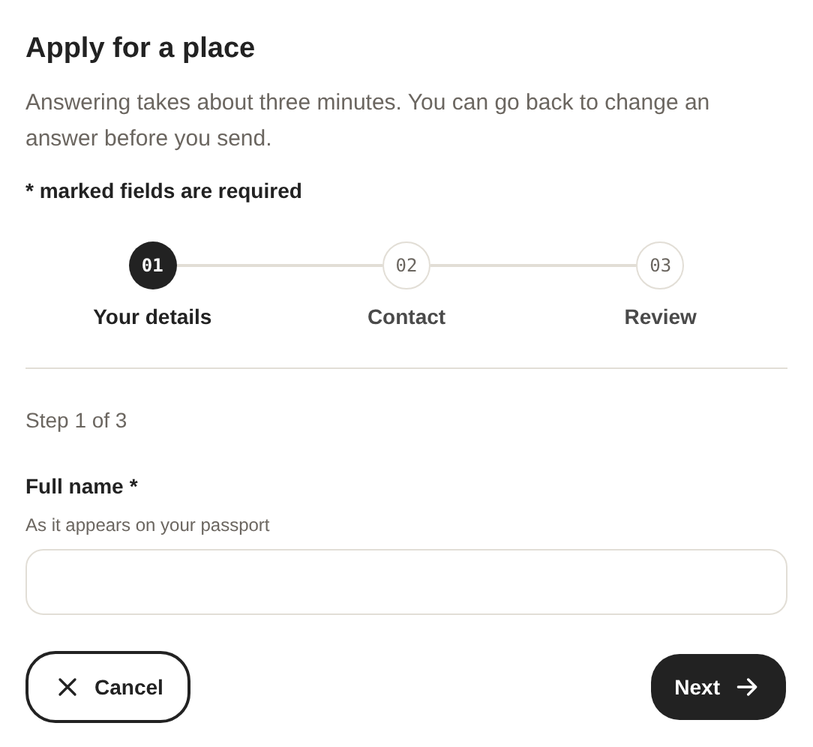 Apply for a place
Answering takes about three minutes. You can go back to change an
answer before you send.
* marked fields are required
01 02 03
Your details Contact Review
Step 1 of 3
Full name *
As it appears on your passport
Cancel Next